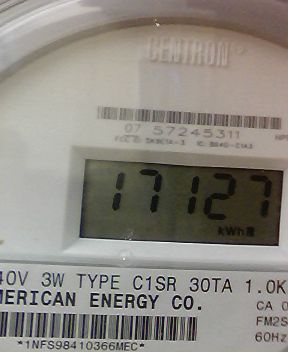 CENTRON®
07 57245311
17127
kWh
40V 3W TYPE C1SR 30TA 1.0K
MERICAN ENERGY CO.
CA 0
FM2S
60Hz
*1NFS98410366MEC*